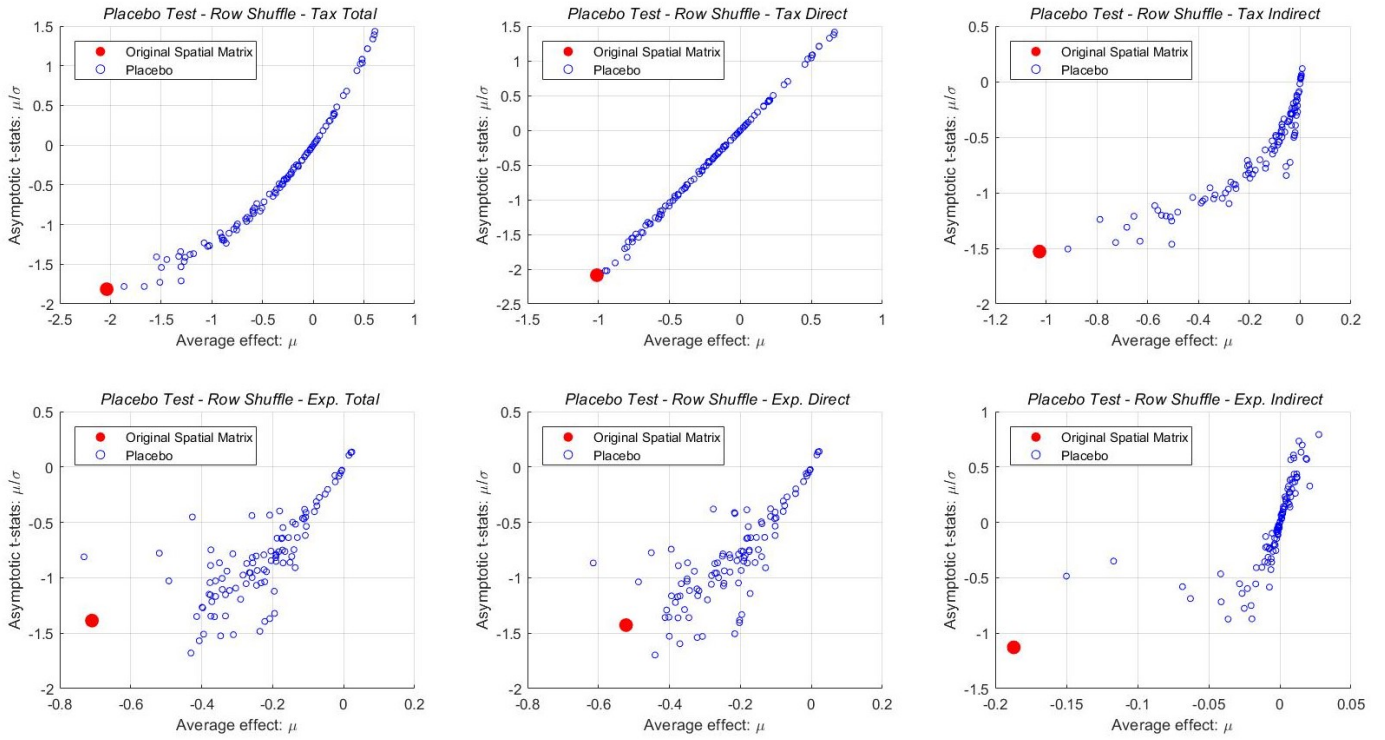 Placebo Test - Row Shuffle - Tax Total
1.5
1
0.5
0
-0.5
-1
-1.5
-2
Asymptotic t-stats: μ/σ
Original Spatial Matrix
Placebo
-2.5
-2
-1.5
-1
-0.5
0
0.5
1
Average effect: μ
Placebo Test - Row Shuffle - Tax Direct
1.5
1
0.5
0
-0.5
-1
-1.5
-2
-2.5
Asymptotic t-stats: μ/σ
Original Spatial Matrix
Placebo
-1.5
-1
-0.5
0
0.5
1
Average effect: μ
Placebo Test - Row Shuffle - Tax Indirect
0.5
0
-0.5
-1
-1.5
-2
Asymptotic t-stats: μ/σ
Original Spatial Matrix
Placebo
-1.2
-1
-0.8
-0.6
-0.4
-0.2
0
0.2
Average effect: μ
Placebo Test - Row Shuffle - Exp. Total
0.5
0
-0.5
-1
-1.5
-2
Asymptotic t-stats: μ/σ
Original Spatial Matrix
Placebo
-0.8
-0.6
-0.4
-0.2
0
0.2
Average effect: μ
Placebo Test - Row Shuffle - Exp. Direct
0.5
0
-0.5
-1
-1.5
-2
Asymptotic t-stats: μ/σ
Original Spatial Matrix
Placebo
-0.8
-0.6
-0.4
-0.2
0
0.2
Average effect: μ
Placebo Test - Row Shuffle - Exp. Indirect
1
0.5
0
-0.5
-1
-1.5
Asymptotic t-stats: μ/σ
Original Spatial Matrix
Placebo
-0.2
-0.15
-0.1
-0.05
0
0.05
Average effect: μ